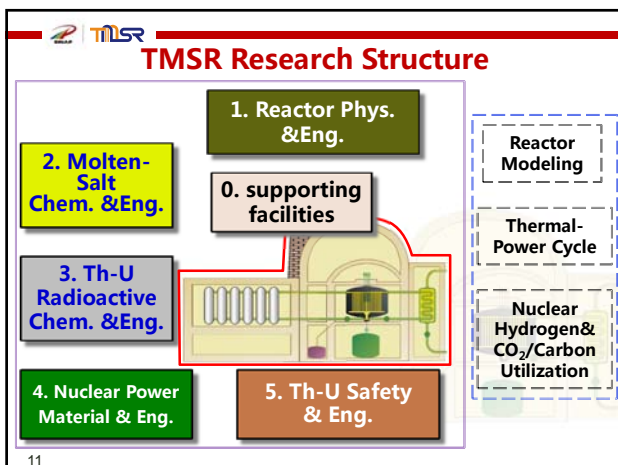 TMSR
TMSR Research Structure
1. Reactor Phys.
&Eng.
2. Molten-
Salt
Chem. &Eng.
0. supporting
facilities
3. Th-U
Radioactive
Chem. &Eng.
4. Nuclear Power
Material & Eng.
5. Th-U Safety
& Eng.
Reactor
Modeling
Thermal-
Power Cycle
Nuclear
Hydrogen&
CO₂/Carbon
Utilization
11